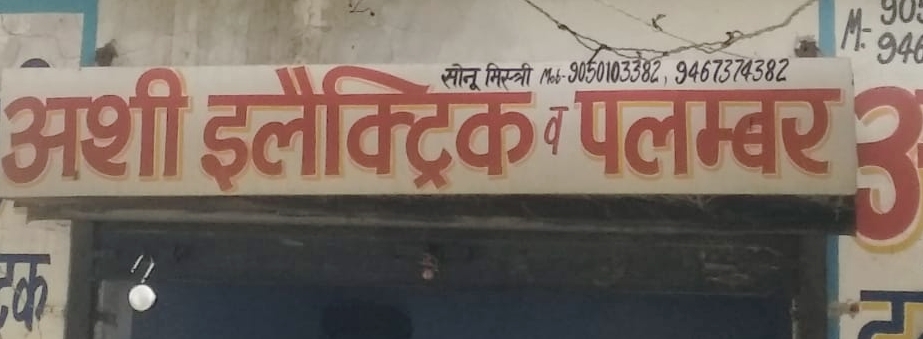 सोनू मिस्त्री Mob-9050103382, 9467374382
अशी इलैक्ट्रिक व पलम्बर
M:-